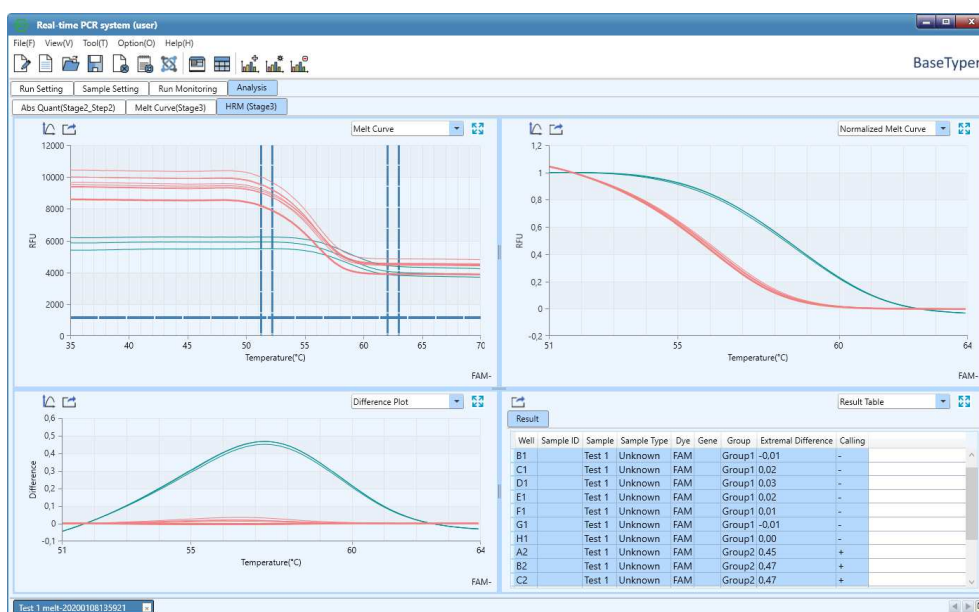 Real-time PCR system (user)
File(F) View(V) Tool(T) Option(O) Help(H)
BaseTyper
Run Setting Sample Setting Run Monitoring Analysis
Abs Quant(Stage2_Step2) Melt Curve(Stage3) HRM (Stage3)
Melt Curve
12000
10000
8000
6000
4000
2000
0
RFU
35 40 45 50 55 60 65 70
Temperature(°C)
FAM-
Normalized Melt Curve
1,2
1
0,8
0,6
0,4
0,2
0
-0,2
RFU
51 55 60 64
Temperature(°C)
FAM-
Difference Plot
0,6
0,5
0,4
0,3
0,2
0,1
0
-0,1
Difference
51 55 60 64
Temperature(°C)
FAM-
Result Table
Result
Well Sample ID Sample Sample Type Dye Gene Group Extremal Difference Calling
B1 Test 1 Unknown FAM Group1 -0.01 -
C1 Test 1 Unknown FAM Group1 0.02 -
D1 Test 1 Unknown FAM Group1 0.03 -
E1 Test 1 Unknown FAM Group1 0.02 -
F1 Test 1 Unknown FAM Group1 0.01 -
G1 Test 1 Unknown FAM Group1 -0.01 -
H1 Test 1 Unknown FAM Group1 0.00 -
A2 Test 1 Unknown FAM Group2 0.45 +
B2 Test 1 Unknown FAM Group2 0.47 +
C2 Test 1 Unknown FAM Group2 0.47 +
Test 1 melt-20200108135921